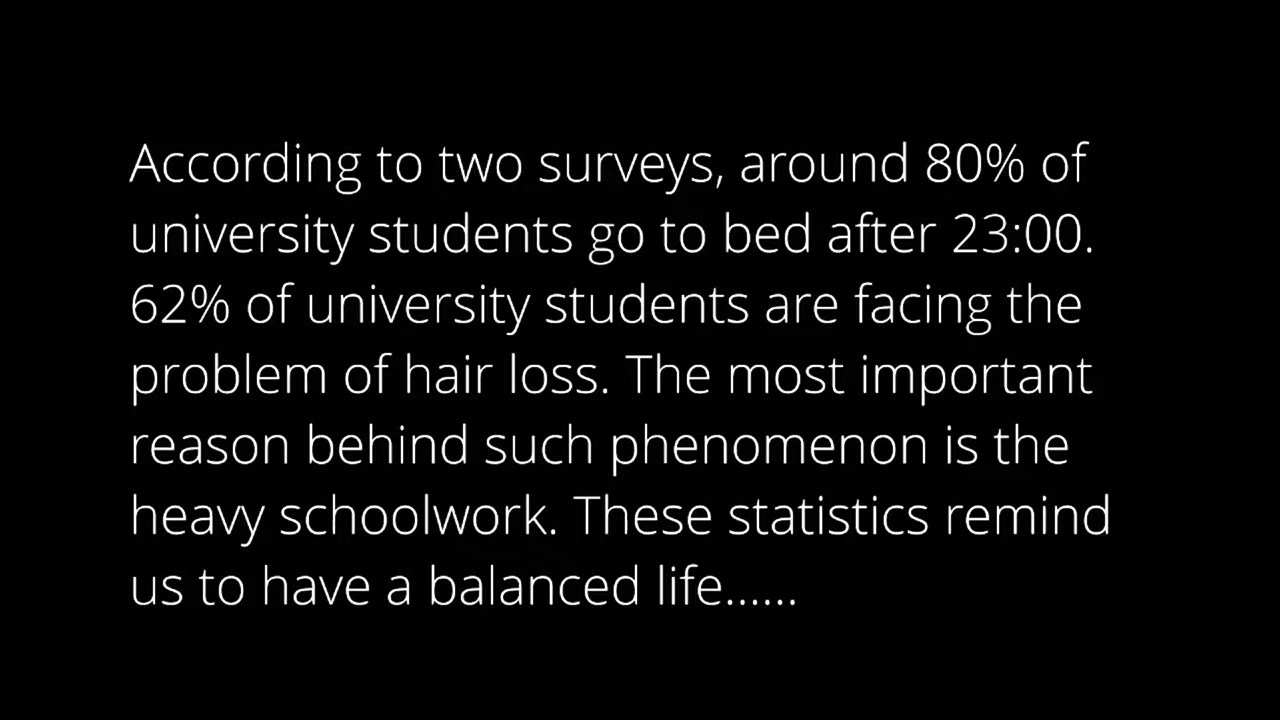 According to two surveys, around 80% of
university students go to bed after 23:00.
62% of university students are facing the
problem of hair loss. The most important
reason behind such phenomenon is the
heavy schoolwork. These statistics remind
us to have a balanced life......